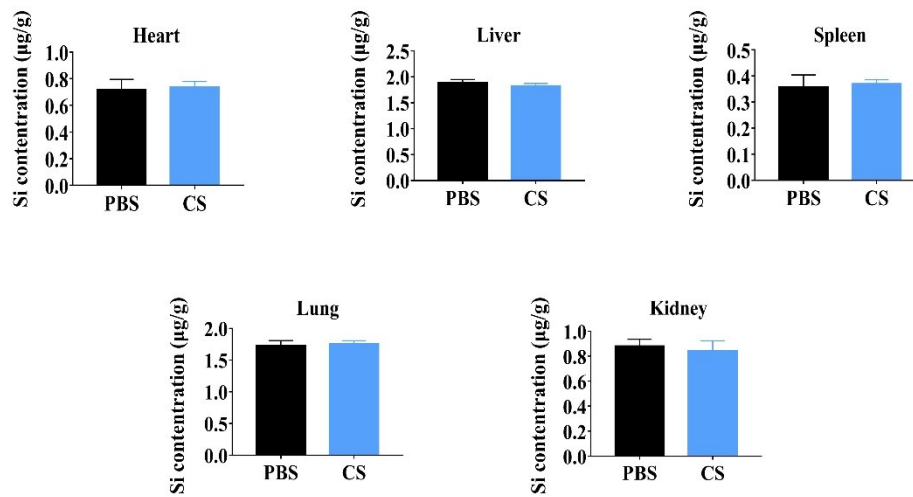 Heart
Si contentration (µg/g)
1.0
0.8
0.6
0.4
0.2
0.0
PBS CS
Liver
Si contentration (µg/g)
2.5
2.0
1.5
1.0
0.5
0.0
PBS CS
Spleen
Si contentration (µg/g)
0.5
0.4
0.3
0.2
0.1
0.0
PBS CS
Lung
Si contentration (µg/g)
2.0
1.5
1.0
0.5
0.0
PBS CS
Kidney
Si contentration (µg/g)
1.0
0.8
0.6
0.4
0.2
0.0
PBS CS